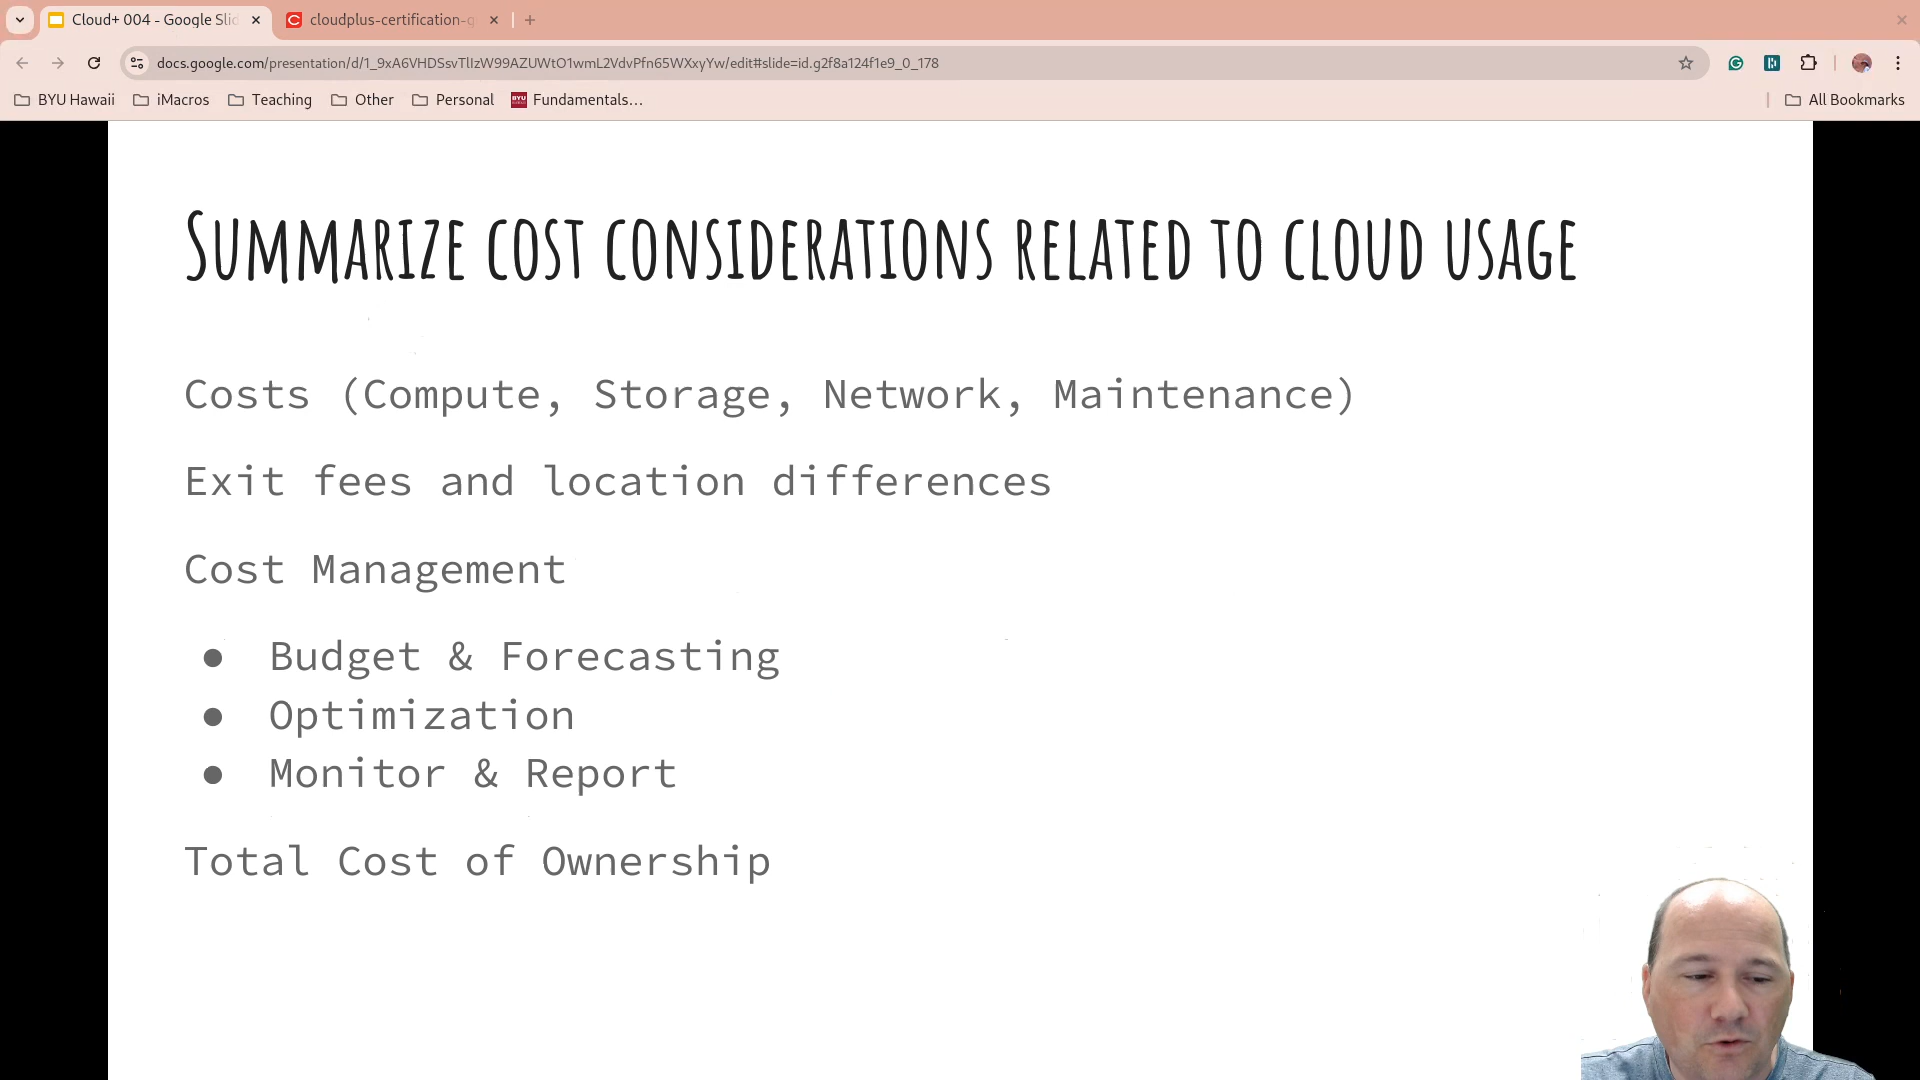 Cloud+ 004 - Google Slid
cloudplus-certification-q
docs.google.com/presentation/d/1_9xA6VHDSsvTlIzW99AZUWtO1wmL2VdvPfn65WXxyYw/edit#slide=id.g2f8a124f1e9_0_178
BYU Hawaii
iMacros
Teaching
Other
Personal
Fundamentals...
All Bookmarks
Summarize cost considerations related to cloud usage
Costs (Compute, Storage, Network, Maintenance)
Exit fees and location differences
Cost Management
● Budget & Forecasting
● Optimization
● Monitor & Report
Total Cost of Ownership